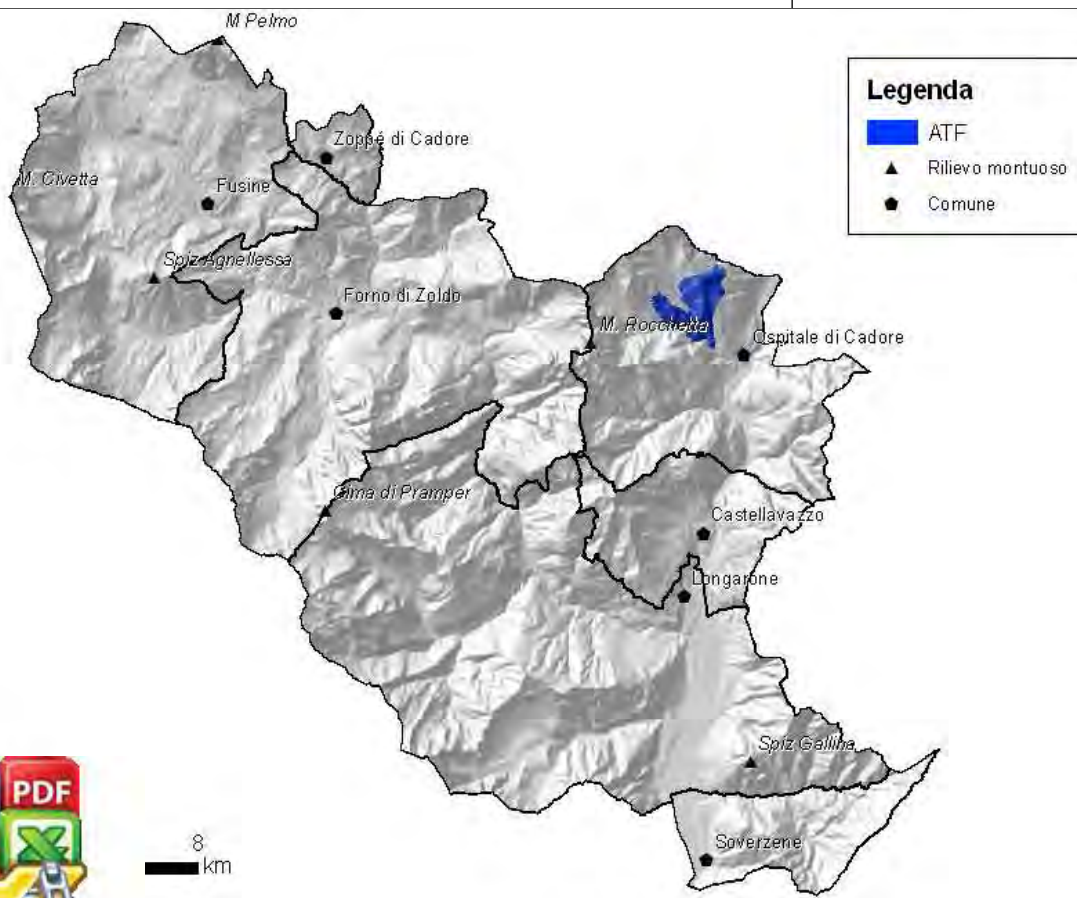 M Pelmo
Legenda
ATF
Rilievo montuoso
Comune
Zoppé di Cadore
M. Civetta
Fusine
Spiz Agnellessa
Forno di Zoldo
M. Rocchetta
Ospitale di Cadore
Cima di Pramper
Castellavazzo
Longarone
Spiz Gallina
PDF
8
km
Soverzene